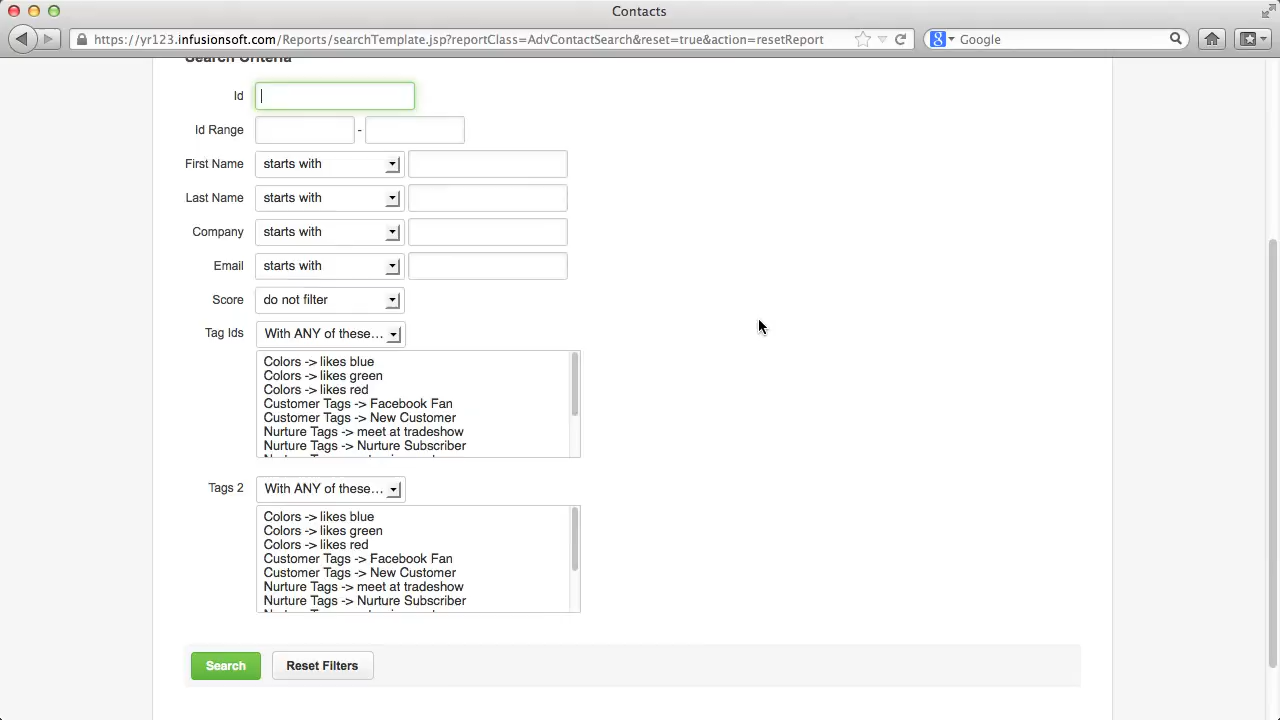 Contacts
https://yr123.infusionsoft.com/Reports/searchTemplate.jsp?reportClass=AdvContactSearch&reset=true&action=resetReport
Google
Search Criteria
Id
Id Range -
First Name starts with
Last Name starts with
Company starts with
Email starts with
Score do not filter
Tag Ids With ANY of these...
Colors -> likes blue
Colors -> likes green
Colors -> likes red
Customer Tags -> Facebook Fan
Customer Tags -> New Customer
Nurture Tags -> meet at tradeshow
Nurture Tags -> Nurture Subscriber
Tags 2 With ANY of these...
Colors -> likes blue
Colors -> likes green
Colors -> likes red
Customer Tags -> Facebook Fan
Customer Tags -> New Customer
Nurture Tags -> meet at tradeshow
Nurture Tags -> Nurture Subscriber
Search Reset Filters